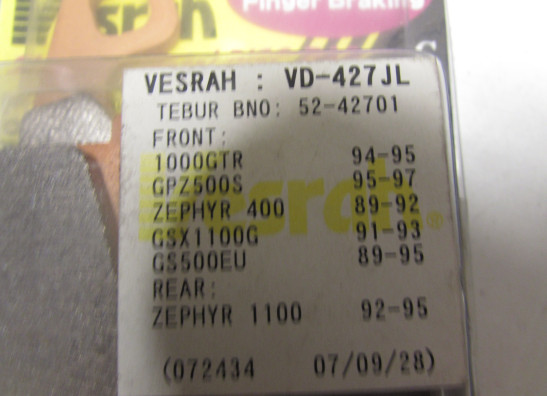 Finger Braking
VESRAH : VD-427JL
TEBUR BNO: 52-42701
FRONT:
1000GTR 94-95
GPZ500S 95-97
ZEPHYR 400 89-92
GSX1100G 91-93
GS500EU 89-95
REAR:
ZEPHYR 1100 92-95
(072434 07/09/28)
Vesrah®